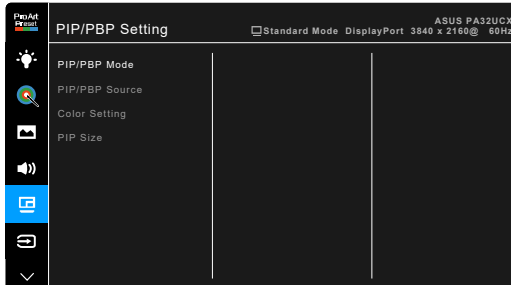 ProArt
Preset
PIP/PBP Setting
ASUS PA32UCX
Standard Mode DisplayPort 3840 x 2160@ 60Hz
PIP/PBP Mode
PIP/PBP Source
Color Setting
PIP Size